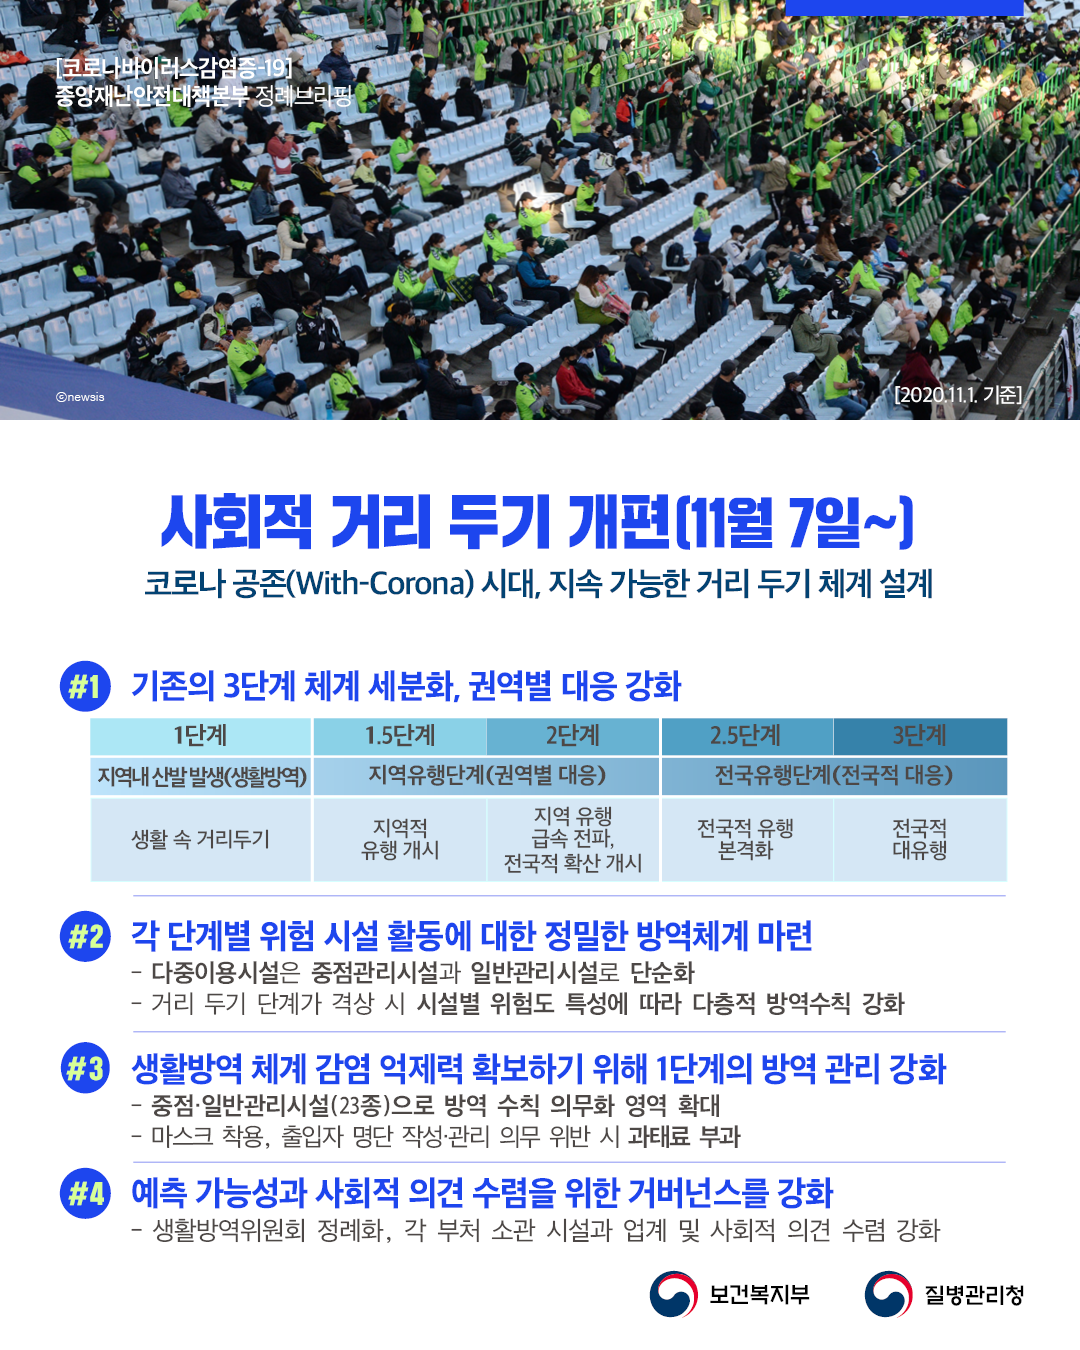 [코로나바이러스감염증-19]
중앙재난안전대책본부 정례브리핑
ⓒnewsis
[2020.11.1. 기준]
사회적 거리 두기 개편(11월 7일~)
코로나 공존(With-Corona) 시대, 지속 가능한 거리 두기 체계 설계
#1 기존의 3단계 체계 세분화, 권역별 대응 강화
1단계 1.5단계 2단계 2.5단계 3단계
지역내 산발 발생(생활방역) 지역유행단계(권역별 대응) 전국유행단계(전국적 대응)
생활 속 거리두기
지역적
유행 개시
지역 유행
급속 전파,
전국적 확산 개시
전국적 유행
본격화
전국적
대유행
#2 각 단계별 위험 시설 활동에 대한 정밀한 방역체계 마련
- 다중이용시설은 중점관리시설과 일반관리시설로 단순화
- 거리 두기 단계가 격상 시 시설별 위험도 특성에 따라 다층적 방역수칙 강화
#3 생활방역 체계 감염 억제력 확보하기 위해 1단계의 방역 관리 강화
- 중점·일반관리시설(23종)으로 방역 수칙 의무화 영역 확대
- 마스크 착용, 출입자 명단 작성·관리 의무 위반 시 과태료 부과
#4 예측 가능성과 사회적 의견 수렴을 위한 거버넌스를 강화
- 생활방역위원회 정례화, 각 부처 소관 시설과 업계 및 사회적 의견 수렴 강화
보건복지부 질병관리청